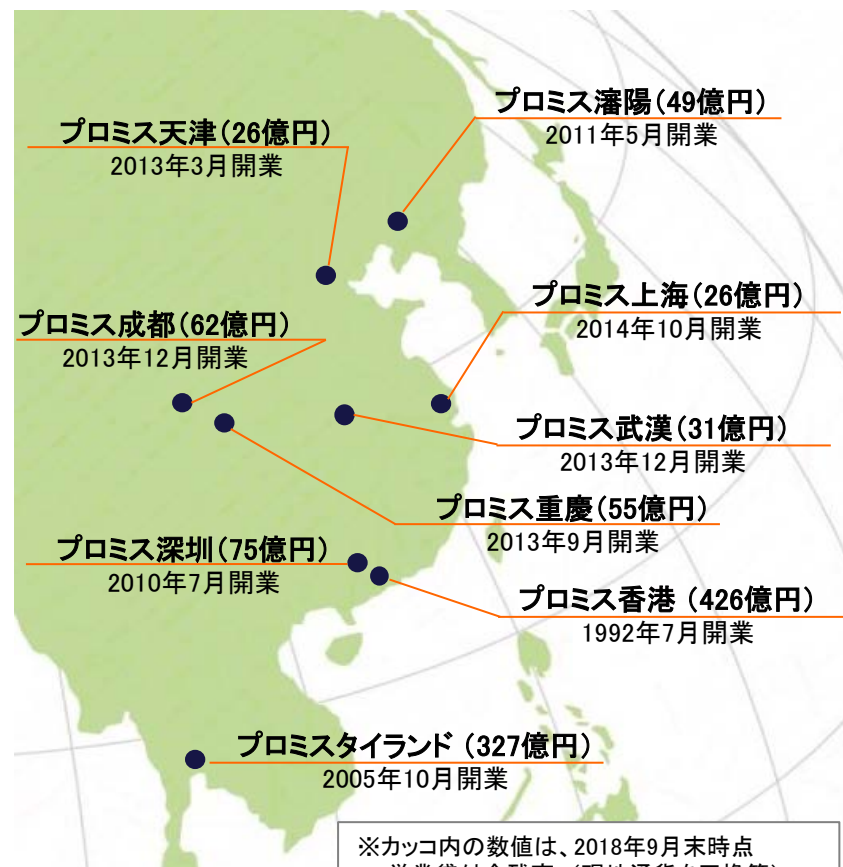 プロミス瀋陽(49億円)
2011年5月開業
プロミス天津(26億円)
2013年3月開業
プロミス上海(26億円)
2014年10月開業
プロミス成都(62億円)
2013年12月開業
プロミス武漢(31億円)
2013年12月開業
プロミス重慶(55億円)
2013年9月開業
プロミス深圳(75億円)
2010年7月開業
プロミス香港 (426億円)
1992年7月開業
プロミスタイランド (327億円)
2005年10月開業
※カッコ内の数値は、2018年9月末時点